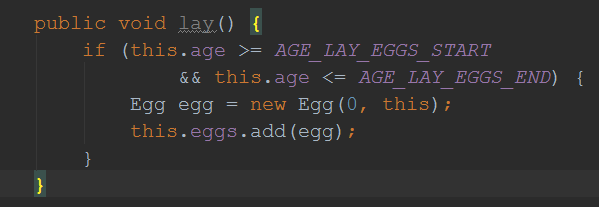 public void lay() {
if (this.age >= AGE_LAY_EGGS_START
&& this.age <= AGE_LAY_EGGS_END) {
Egg egg = new Egg(0, this);
this.eggs.add(egg);
}
}